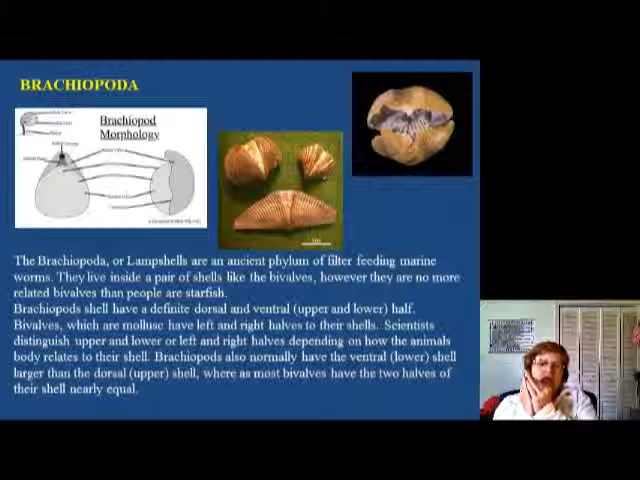 BRACHIOPODA
Brachiopod
Morphology
The Brachiopoda, or Lampshells are an ancient phylum of filter feeding marine
worms. They live inside a pair of shells like the bivalves, however they are no more
related bivalves than people are starfish.
Brachiopods shell have a definite dorsal and ventral (upper and lower) half.
Bivalves, which are mollusc have left and right halves to their shells. Scientists
distinguish upper and lower or left and right halves depending on how the animals
body relates to their shell. Brachiopods also normally have the ventral (lower) shell
larger than the dorsal (upper) shell, where as most bivalves have the two halves of
their shell nearly equal.